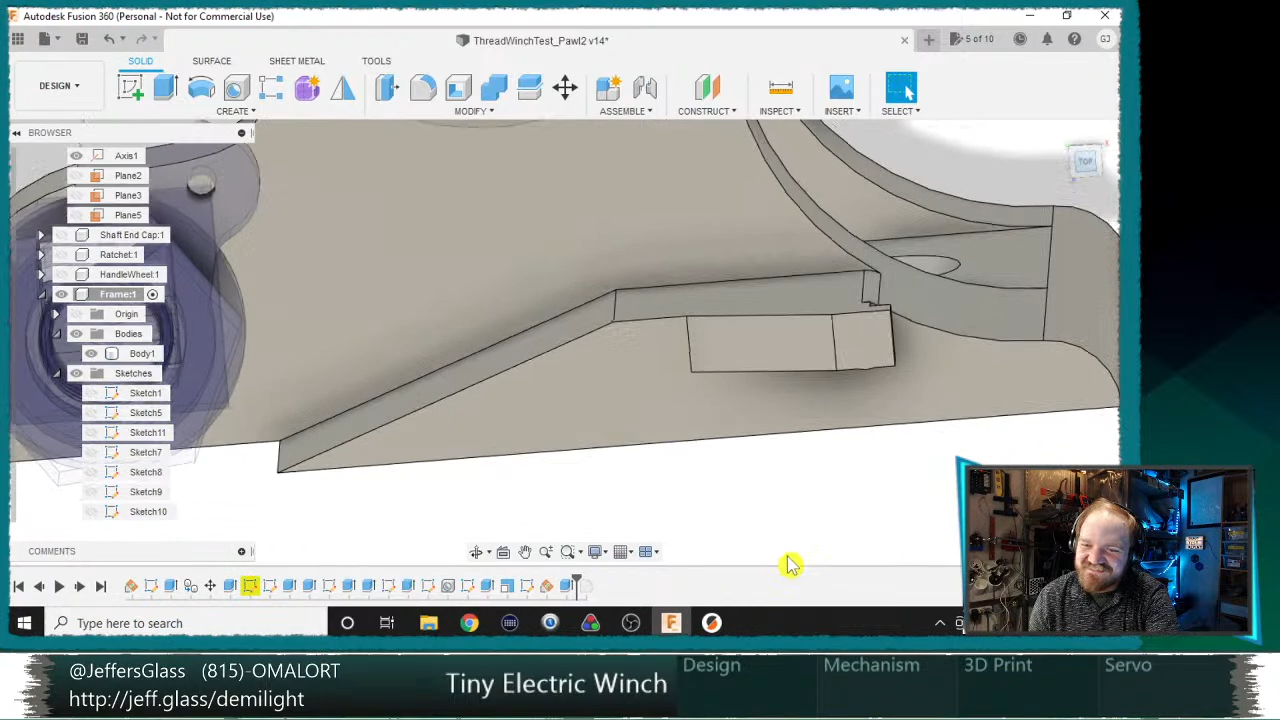 Autodesk Fusion 360 (Personal - Not for Commercial Use)
ThreadWinchTest_Pawl2 v14*
5 of 10
GJ
DESIGN
SOLID SURFACE SHEET METAL TOOLS
CREATE MODIFY ASSEMBLE CONSTRUCT INSPECT INSERT SELECT
BROWSER
Axis1
Plane2
Plane3
Plane5
Shaft End Cap:1
Ratchet:1
HandleWheel:1
Frame:1
Origin
Bodies
Body1
Sketches
Sketch1
Sketch5
Sketch11
Sketch7
Sketch8
Sketch9
Sketch10
TOP
COMMENTS
Type here to search
@JeffersGlass (815)-OMALORT
http://jeff.glass/demilight
Tiny Electric Winch
Design Mechanism 3D Print Servo